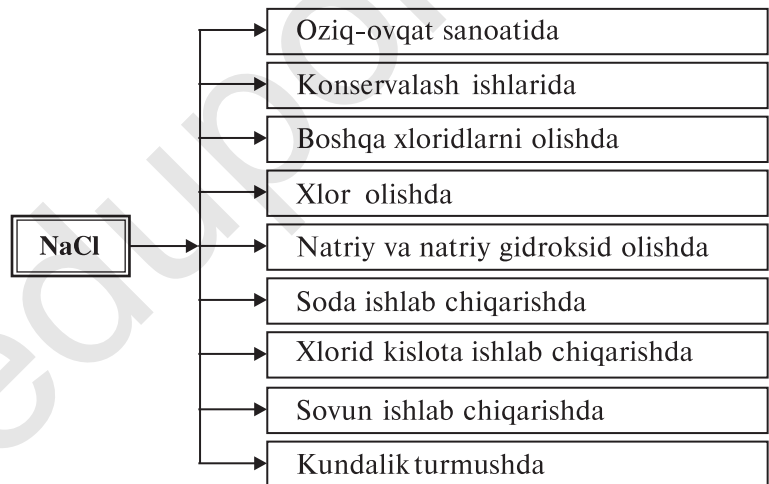 Oziq-ovqat sanoatida
Konservalash ishlarida
Boshqa xloridlarni olishda
Xlor olishda
NaCl
Natriy va natriy gidroksid olishda
Soda ishlab chiqarishda
Xlorid kislota ishlab chiqarishda
Sovun ishlab chiqarishda
Kundalik turmushda